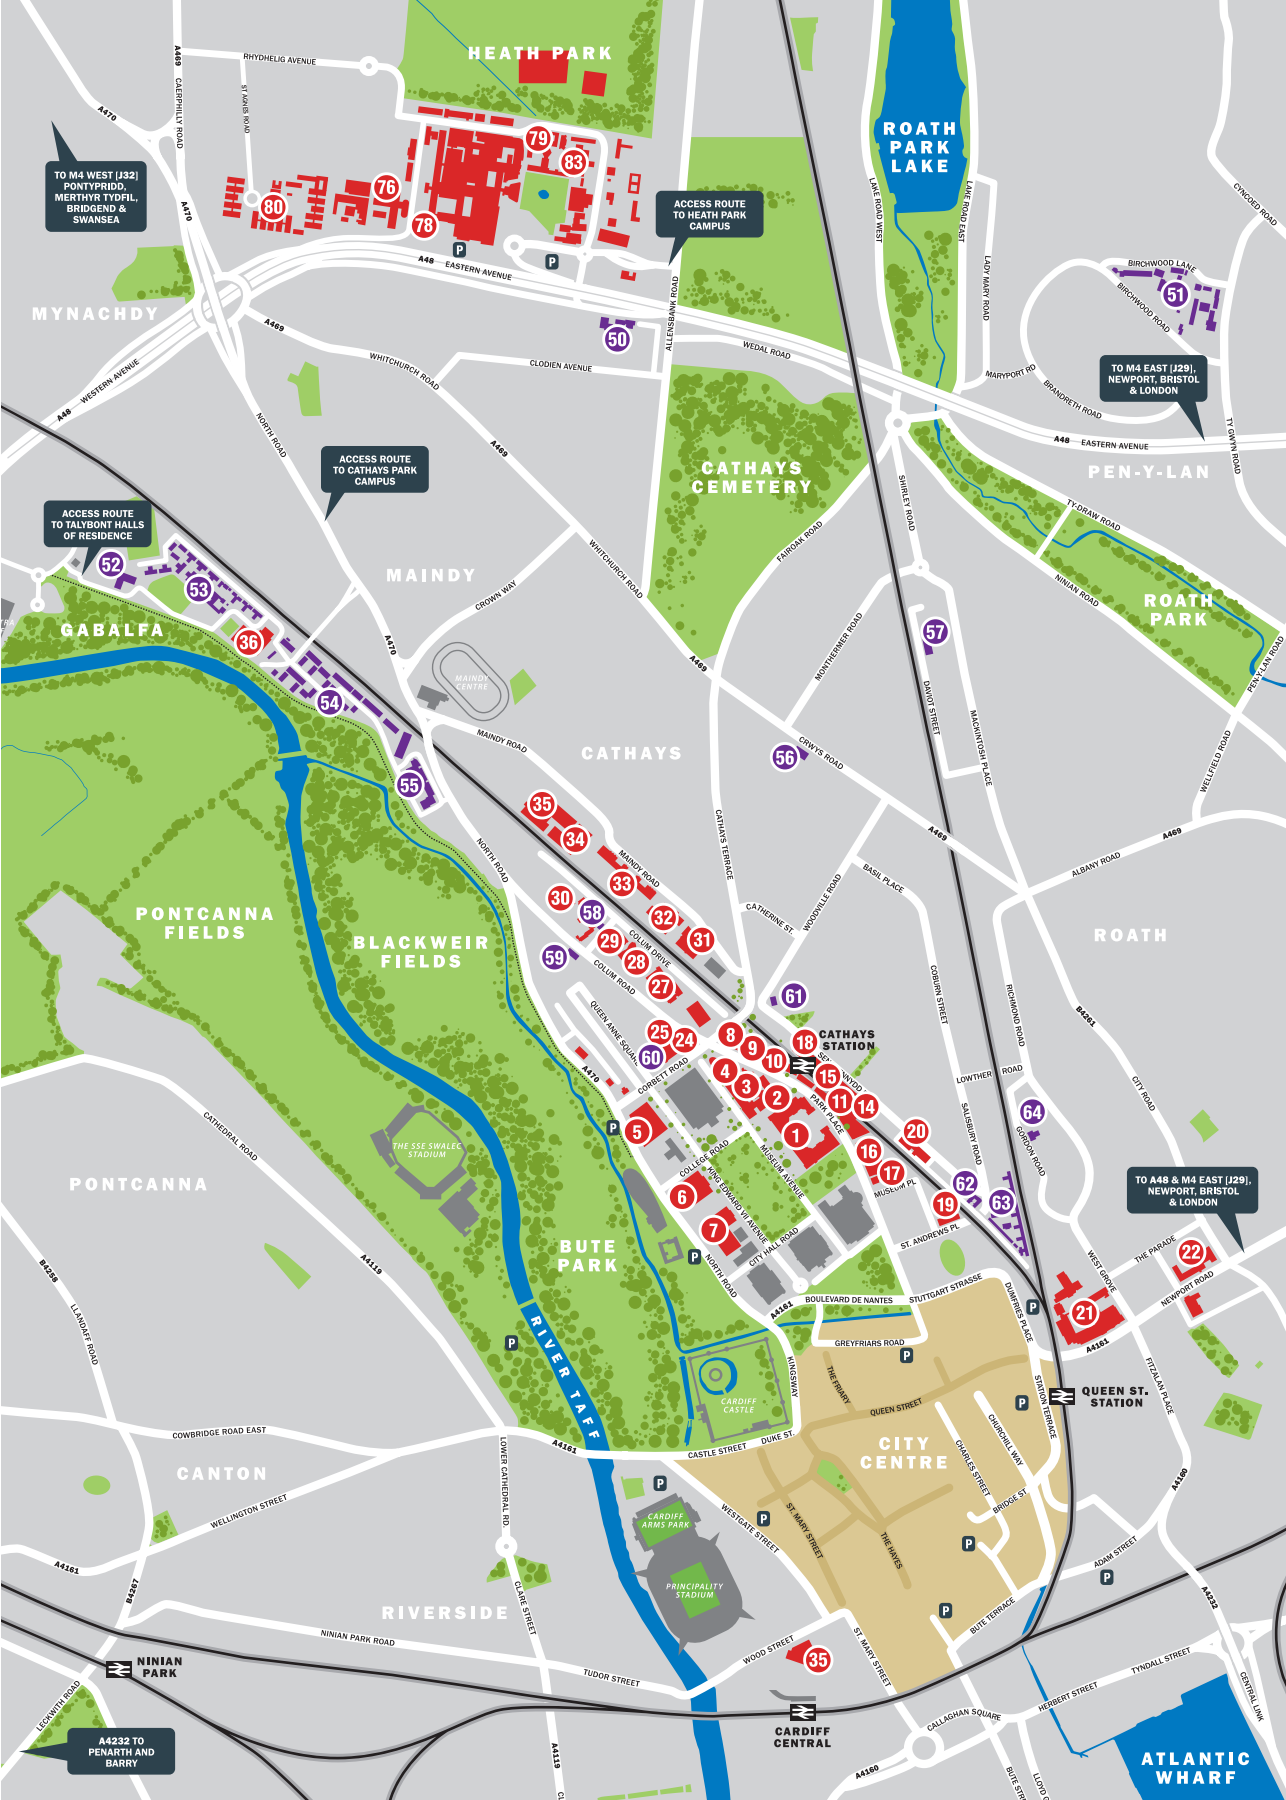 HEATH PARK
A469
RHYDHELIG AVENUE
CAERPHILLY ROAD
ST AGNES ROAD
A470
ROATH
PARK
LAKE
79
83
76
80
78
TO M4 WEST [J32]
PONTYPRIDD,
MERTHYR TYDFIL,
BRIDGEND &
SWANSEA
A470
ACCESS ROUTE
TO HEATH PARK
CAMPUS
LAKE ROAD WEST
LAKE ROAD EAST
CYNCOED ROAD
P
P
A48
EASTERN AVENUE
LADY MARY ROAD
BIRCHWOOD LANE
BIRCHWOOD ROAD
51
MYNACHDY
A469
ALLENSBANK ROAD
50
WHITCHURCH ROAD
CLODIEN AVENUE
WEDAL ROAD
MARYPORT RD
BRANDRETH ROAD
TO M4 EAST [J29],
NEWPORT, BRISTOL
& LONDON
WESTERN AVENUE
A48
NORTH ROAD
A469
A48
EASTERN AVENUE
TY GWYN ROAD
ACCESS ROUTE
TO CATHAYS PARK
CAMPUS
CATHAYS
CEMETERY
PEN-Y-LAN
SHIRLEY ROAD
TY-DRAW ROAD
ACCESS ROUTE
TO TALYBONT HALLS
OF RESIDENCE
52
53
FAIROAK ROAD
MAINDY
CROWN WAY
WHITCHURCH ROAD
NINIAN ROAD
ROATH
PARK
GABALFA
36
A470
57
MONTHERMER ROAD
A469
PEN-Y-LAN ROAD
MAINDY
CENTRE
54
DAVIOT STREET
MACKINTOSH PLACE
MAINDY ROAD
CATHAYS
56
CRWYS ROAD
WELLFIELD ROAD
55
35
34
NORTH ROAD
CATHAYS TERRACE
A469
A469
ALBANY ROAD
MAINDY ROAD
33
BASIL PLACE
WOODVILLE ROAD
30
58
32
CATHERINE ST.
PONTCANNA
FIELDS
BLACKWEIR
FIELDS
29
31
ROATH
COLUM DRIVE
59
28
COLUM ROAD
27
61
COBURN STREET
RICHMOND ROAD
B4261
QUEEN ANNE SQUARE
25
24
8
18
CATHAYS
STATION
60
9
10
CORBETT ROAD
4
15
LOWTHER ROAD
CITY ROAD
A470
3
2
PARK PLACE
11
14
64
P
5
1
20
SALISBURY ROAD
GORDON ROAD
CATHEDRAL ROAD
THE SSE SWALEC
STADIUM
COLLEGE ROAD
MUSEUM AVENUE
16
17
MUSEUM PL
62
63
PONTCANNA
6
KING EDWARD VII AVENUE
19
TO A48 & M4 EAST [J29],
NEWPORT, BRISTOL
& LONDON
7
CITY HALL ROAD
ST. ANDREWS PL
BUTE
PARK
P
NORTH ROAD
WEST GROVE
THE PARADE
22
NEWPORT ROAD
B4258
A4119
BOULEVARD DE NANTES
STUTTGART STRASSE
DUMFRIES PLACE
P
21
LLANDAFF ROAD
A4161
GREYFRIARS ROAD
P
A4161
RIVER TAFF
P
KINGSWAY
THE FRIARY
STATION TERRACE
FITZALAN PLACE
CARDIFF
CASTLE
QUEEN STREET
P
QUEEN ST.
STATION
COWBRIDGE ROAD EAST
A4161
CASTLE STREET
DUKE ST.
CITY
CENTRE
CHURCHILL WAY
CHARLES STREET
CANTON
LOWER CATHEDRAL RD.
P
A4160
WELLINGTON STREET
CARDIFF
ARMS PARK
WESTGATE STREET
P
ST. MARY STREET
BRIDGE ST
THE HAYES
P
ADAM STREET
A4161
B4267
CLARE STREET
PRINCIPALITY
STADIUM
P
A4232
RIVERSIDE
P
BUTE TERRACE
NINIAN PARK ROAD
WOOD STREET
35
ST. MARY STREET
TYNDALL STREET
NINIAN
PARK
TUDOR STREET
CENTRAL LINK
LECKWITH ROAD
HERBERT STREET
CARDIFF
CENTRAL
CALLAGHAN SQUARE
A4232 TO
PENARTH AND
BARRY
A4119
A4160
ATLANTIC
WHARF